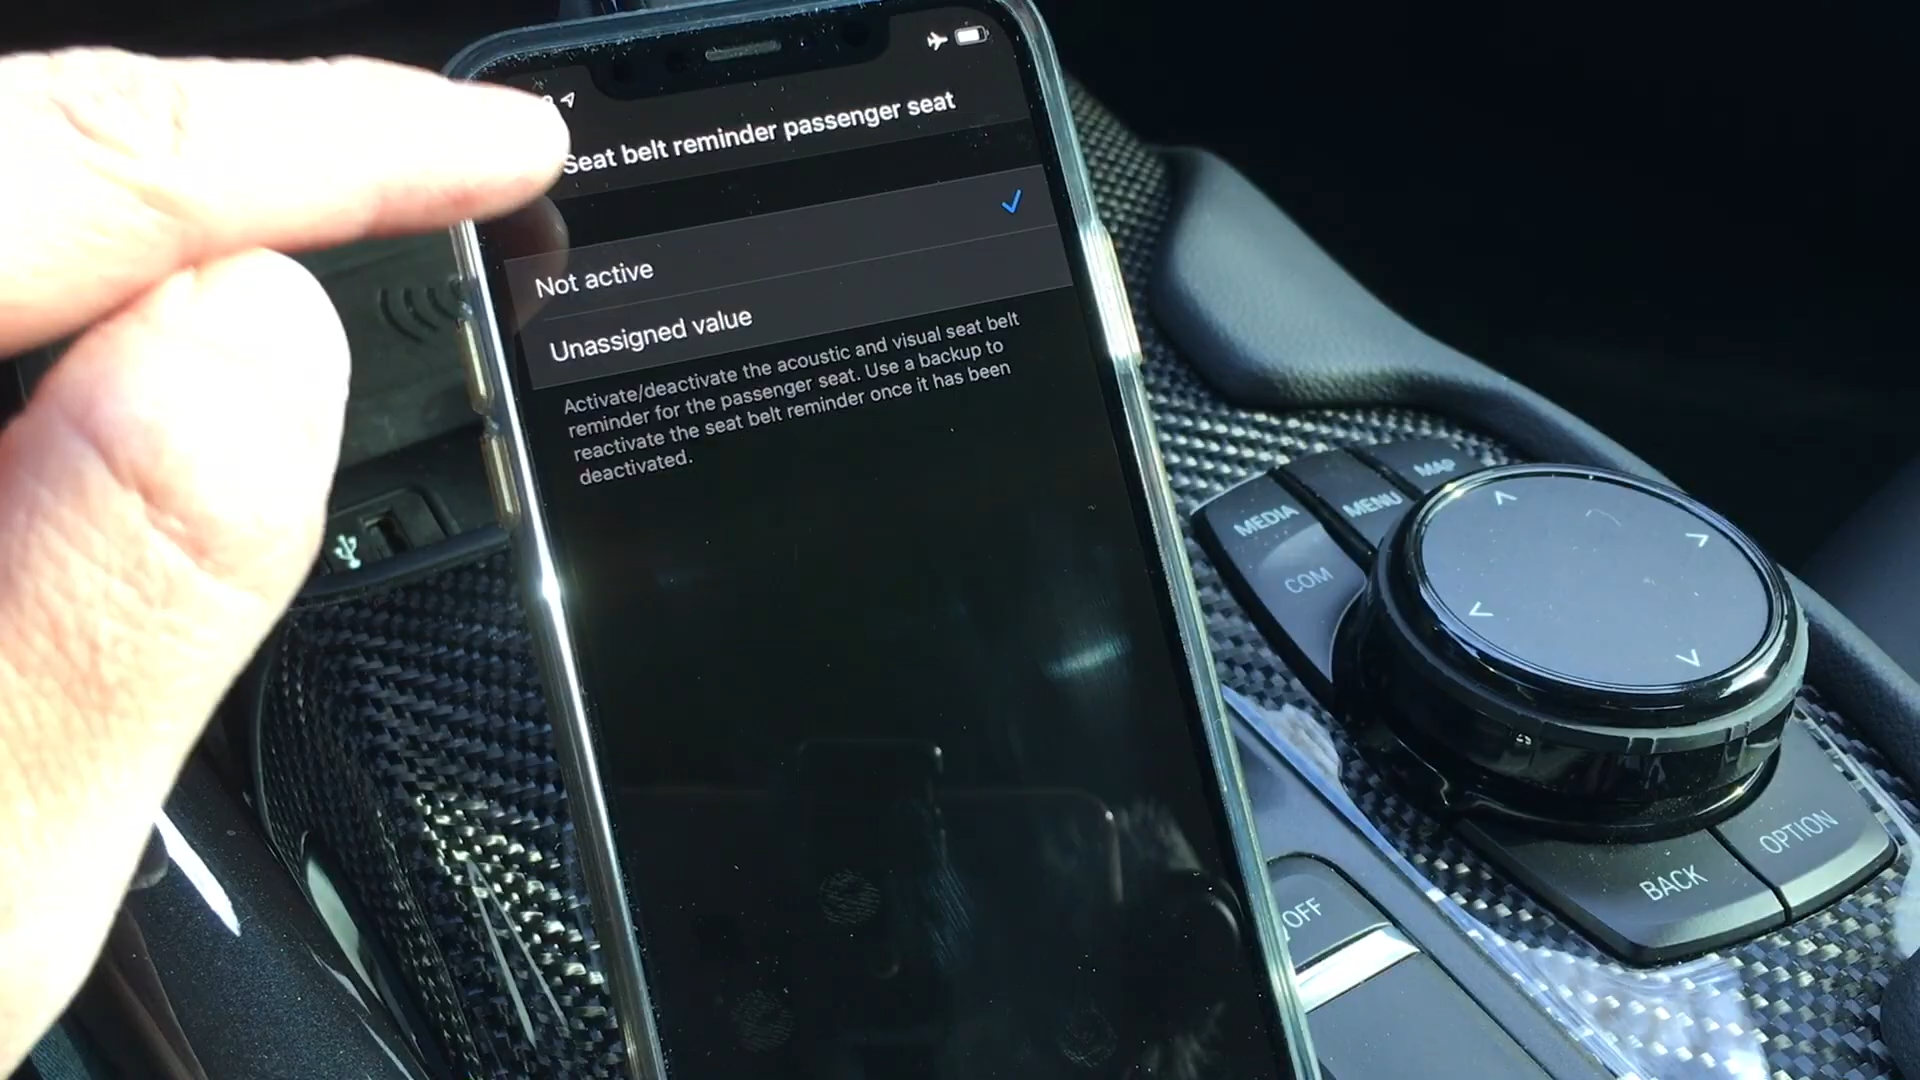 Seat belt reminder passenger seat
Not active
Unassigned value
Activate/deactivate the acoustic and visual seat belt
reminder for the passenger seat. Use a backup to
reactivate the seat belt reminder once it has been
deactivated.
MAP
MENU
MEDIA
COM
OPTION
BACK
OFF